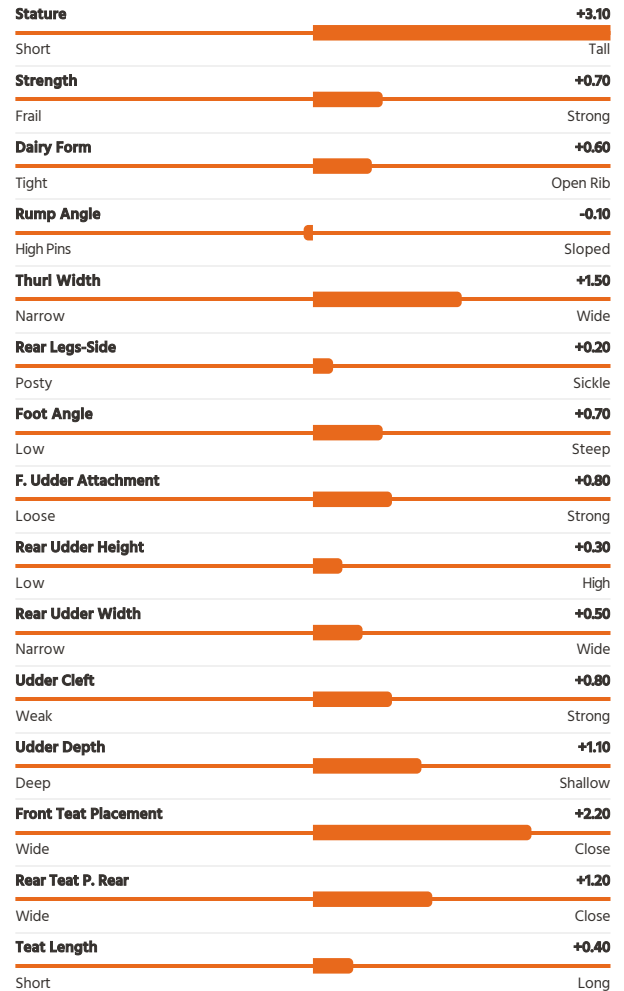 Stature +3.10
Short Tall
Strength +0.70
Frail Strong
Dairy Form +0.60
Tight Open Rib
Rump Angle -0.10
High Pins Sloped
Thurl Width +1.50
Narrow Wide
Rear Legs-Side +0.20
Posty Sickle
Foot Angle +0.70
Low Steep
F. Udder Attachment +0.80
Loose Strong
Rear Udder Height +0.30
Low High
Rear Udder Width +0.50
Narrow Wide
Udder Cleft +0.80
Weak Strong
Udder Depth +1.10
Deep Shallow
Front Teat Placement +2.20
Wide Close
Rear Teat P. Rear +1.20
Wide Close
Teat Length +0.40
Short Long